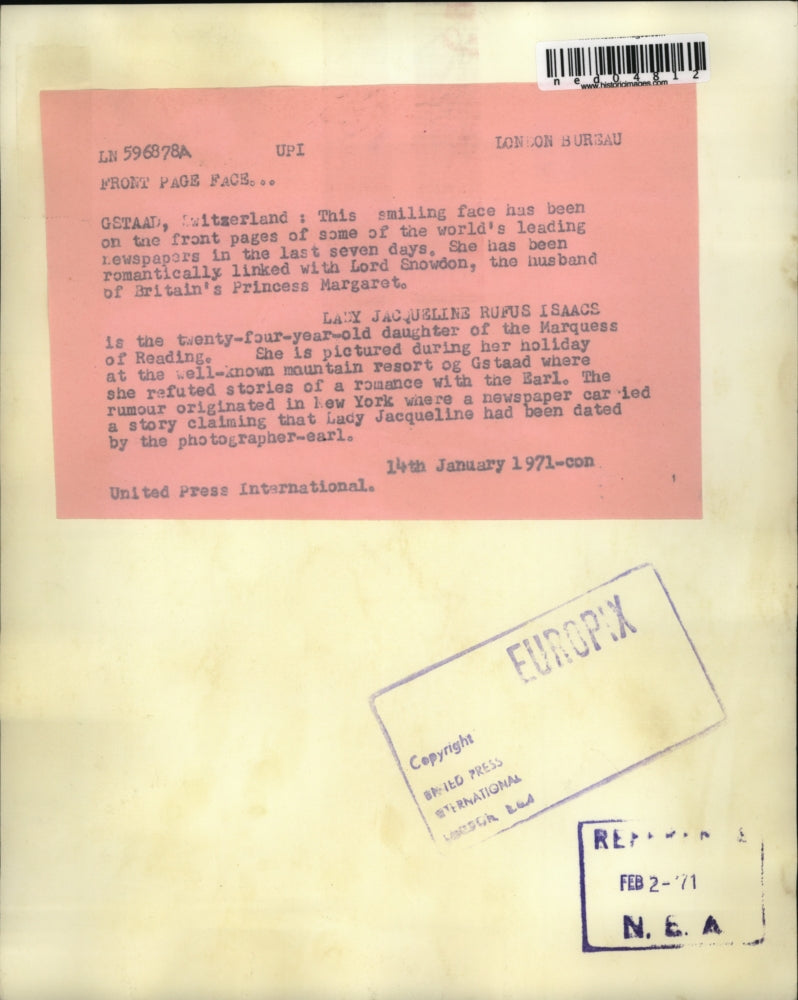 ned04812
www.historicimages.com
LN 596878A UPI LONDON BUREAU
FRONT PAGE FACE...
GSTAAD, Switzerland : This smiling face has been
on the front pages of some of the world's leading
newspapers in the last seven days. She has been
romantically linked with Lord Snowdon, the husband
of Britain's Princess Margaret.
LADY JACQUELINE RUFUS ISAACS
is the twenty-four-year-old daughter of the Marquess
of Reading. She is pictured during her holiday
at the well-known mauntain resort og Gstaad where
she refuted stories of a romance with the Earl. The
rumour originated in New York where a newspaper carried
a story claiming that Lady Jacqueline had been dated
by the photographer-earl.
14th January 1971-con
United Press International.
EUROPIX
Copyright
UNITED PRESS
INTERNATIONAL
LONDON
FEB 2-'71
N. E. A